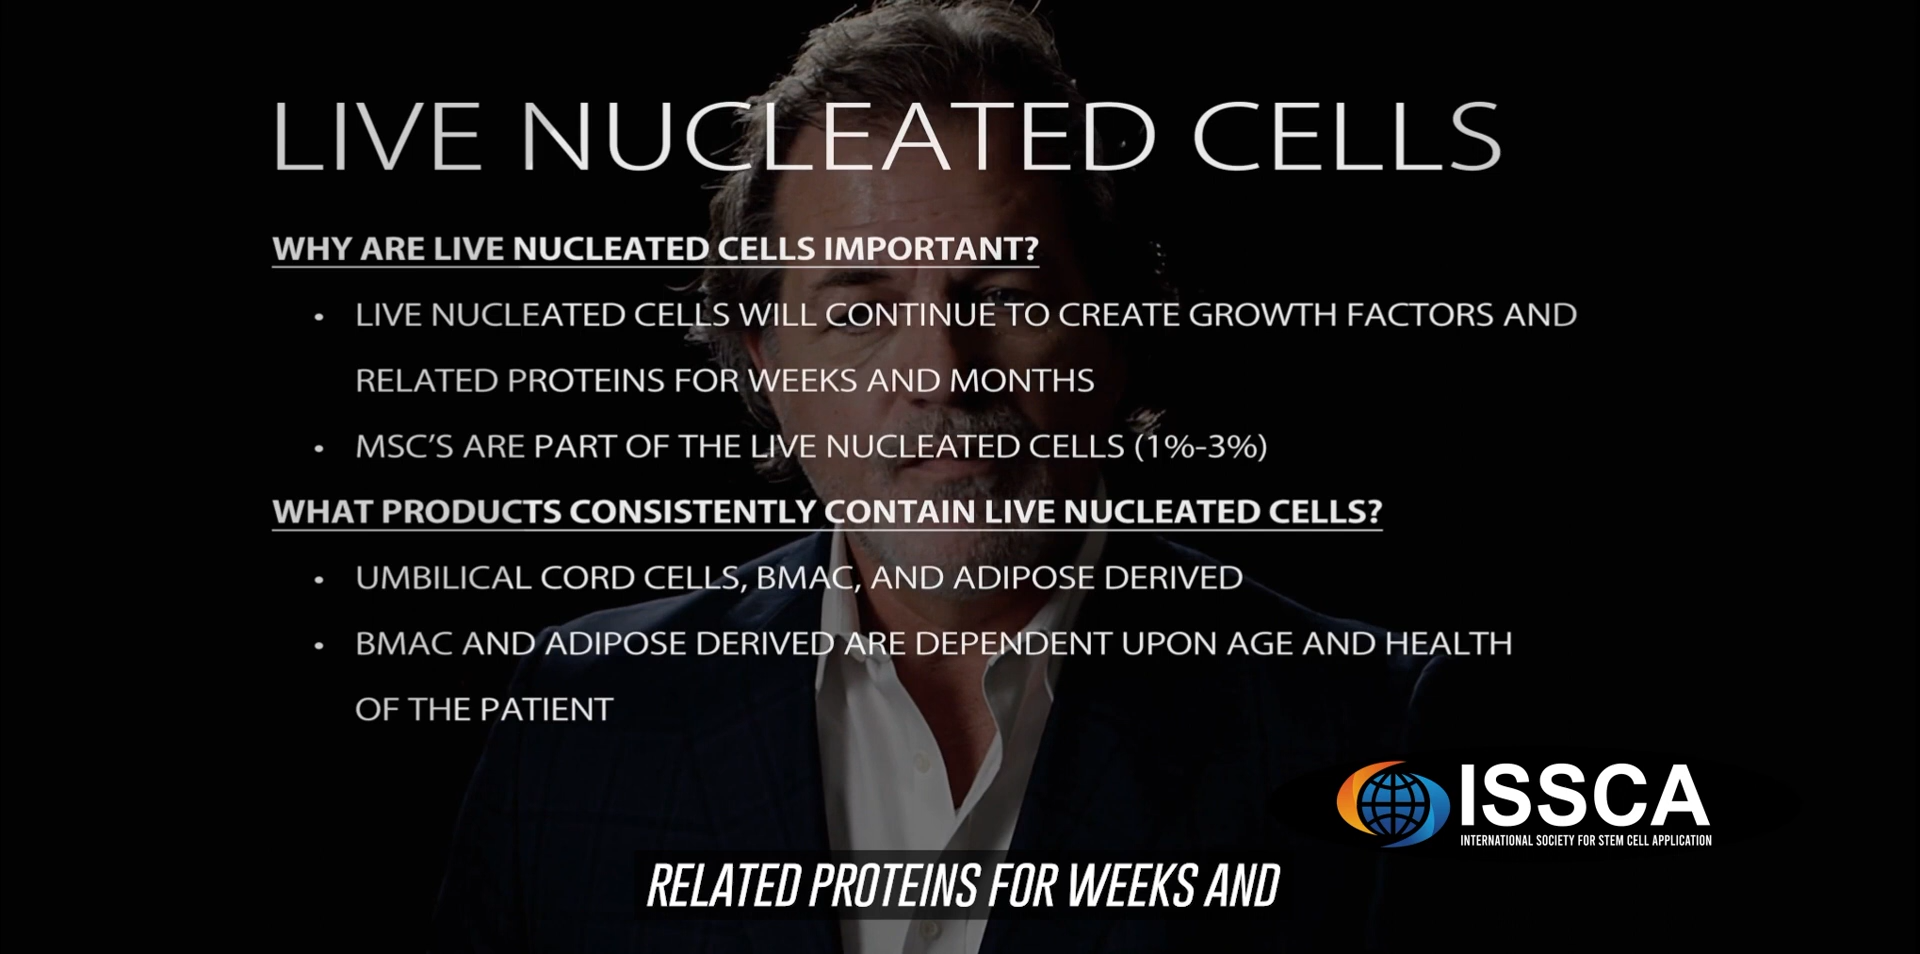 LIVE NUCLEATED CELLS
WHY ARE LIVE NUCLEATED CELLS IMPORTANT?
• LIVE NUCLEATED CELLS WILL CONTINUE TO CREATE GROWTH FACTORS AND
RELATED PROTEINS FOR WEEKS AND MONTHS
• MSC'S ARE PART OF THE LIVE NUCLEATED CELLS (1%-3%)
WHAT PRODUCTS CONSISTENTLY CONTAIN LIVE NUCLEATED CELLS?
• UMBILICAL CORD CELLS, BMAC, AND ADIPOSE DERIVED
• BMAC AND ADIPOSE DERIVED ARE DEPENDENT UPON AGE AND HEALTH
OF THE PATIENT
ISSCA
INTERNATIONAL SOCIETY FOR STEM CELL APPLICATION
RELATED PROTEINS FOR WEEKS AND